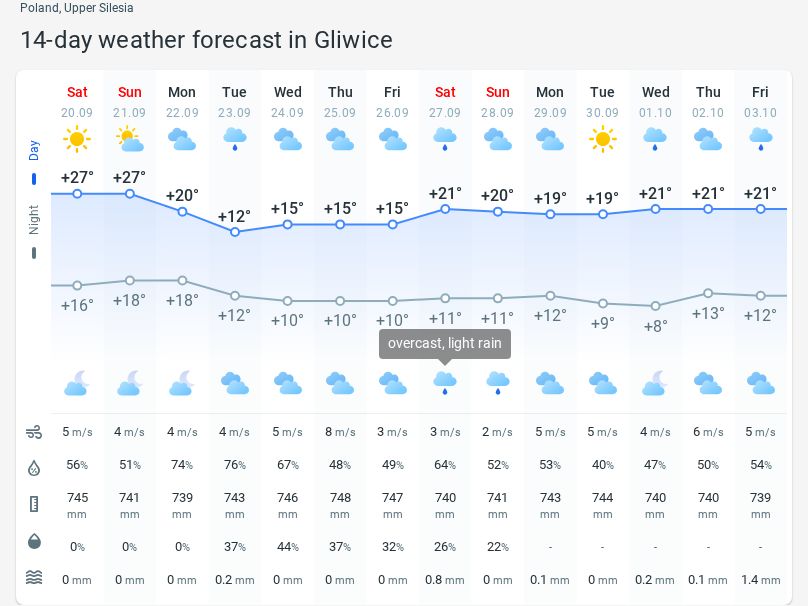 Poland, Upper Silesia
14-day weather forecast in Gliwice
Sat Sun Mon Tue Wed Thu Fri Sat Sun Mon Tue Wed Thu Fri
20.09 21.09 22.09 23.09 24.09 25.09 26.09 27.09 28.09 29.09 30.09 01.10 02.10 03.10
Day
+27° +27° +20° +12° +15° +15° +15° +21° +20° +19° +19° +21° +21° +21°
Night
+16° +18° +18° +12° +10° +10° +10° +11° +11° +12° +9° +8° +13° +12°
overcast, light rain
5 m/s 4 m/s 4 m/s 4 m/s 5 m/s 8 m/s 3 m/s 3 m/s 2 m/s 5 m/s 5 m/s 4 m/s 6 m/s 5 m/s
56% 51% 74% 76% 67% 48% 49% 64% 52% 53% 40% 47% 50% 54%
745 741 739 743 746 748 747 740 741 743 744 740 740 739
mm mm mm mm mm mm mm mm mm mm mm mm mm mm
0% 0% 0% 37% 44% 37% 32% 26% 22% - - - - -
0 mm 0 mm 0 mm 0.2 mm 0 mm 0 mm 0 mm 0.8 mm 0 mm 0.1 mm 0 mm 0.2 mm 0.1 mm 1.4 mm